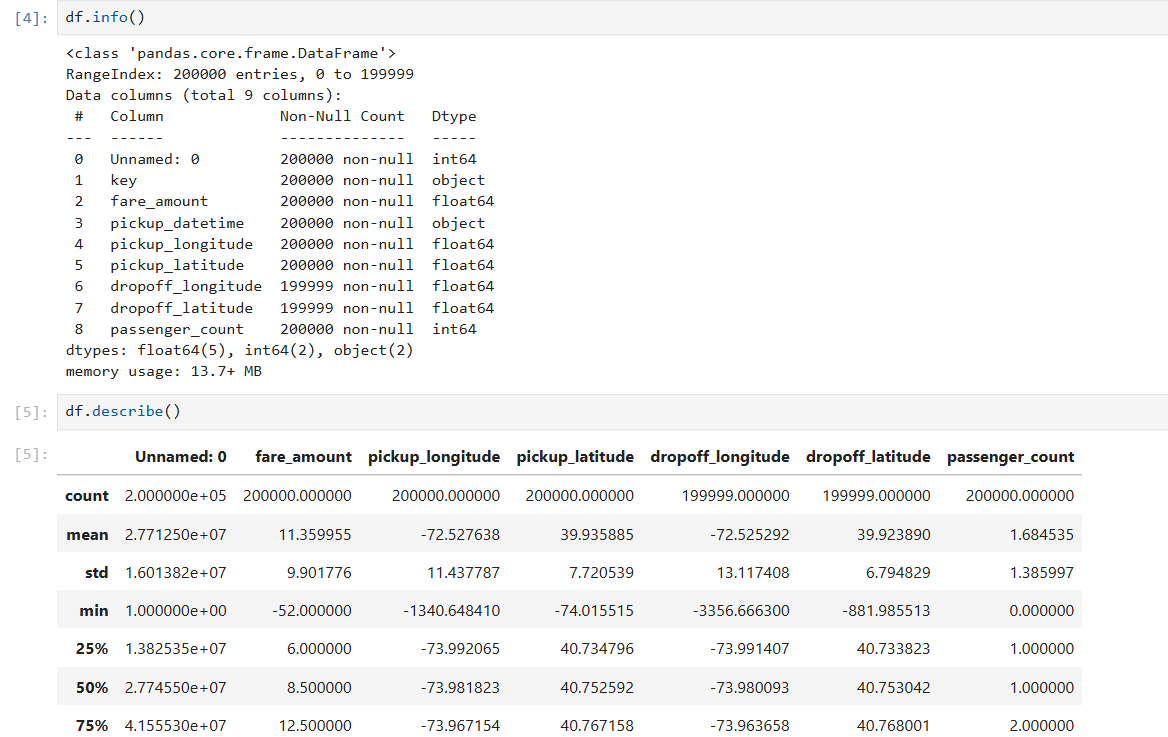 [4]: df.info()
<class 'pandas.core.frame.DataFrame'>
RangeIndex: 200000 entries, 0 to 199999
Data columns (total 9 columns):
# Column Non-Null Count Dtype
--- ------ -------------- -----
0 Unnamed: 0 200000 non-null int64
1 key 200000 non-null object
2 fare_amount 200000 non-null float64
3 pickup_datetime 200000 non-null object
4 pickup_longitude 200000 non-null float64
5 pickup_latitude 200000 non-null float64
6 dropoff_longitude 199999 non-null float64
7 dropoff_latitude 199999 non-null float64
8 passenger_count 200000 non-null int64
dtypes: float64(5), int64(2), object(2)
memory usage: 13.7+ MB
[5]: df.describe()
[5]: Unnamed: 0 fare_amount pickup_longitude pickup_latitude dropoff_longitude dropoff_latitude passenger_count
count 2.000000e+05 200000.000000 200000.000000 200000.000000 199999.000000 199999.000000 200000.000000
mean 2.771250e+07 11.359955 -72.527638 39.935885 -72.525292 39.923890 1.684535
std 1.601382e+07 9.901776 11.437787 7.720539 13.117408 6.794829 1.385997
min 1.000000e+00 -52.000000 -1340.648410 -74.015515 -3356.666300 -881.985513 0.000000
25% 1.382535e+07 6.000000 -73.992065 40.734796 -73.991407 40.733823 1.000000
50% 2.774550e+07 8.500000 -73.981823 40.752592 -73.980093 40.753042 1.000000
75% 4.155530e+07 12.500000 -73.967154 40.767158 -73.963658 40.768001 2.000000